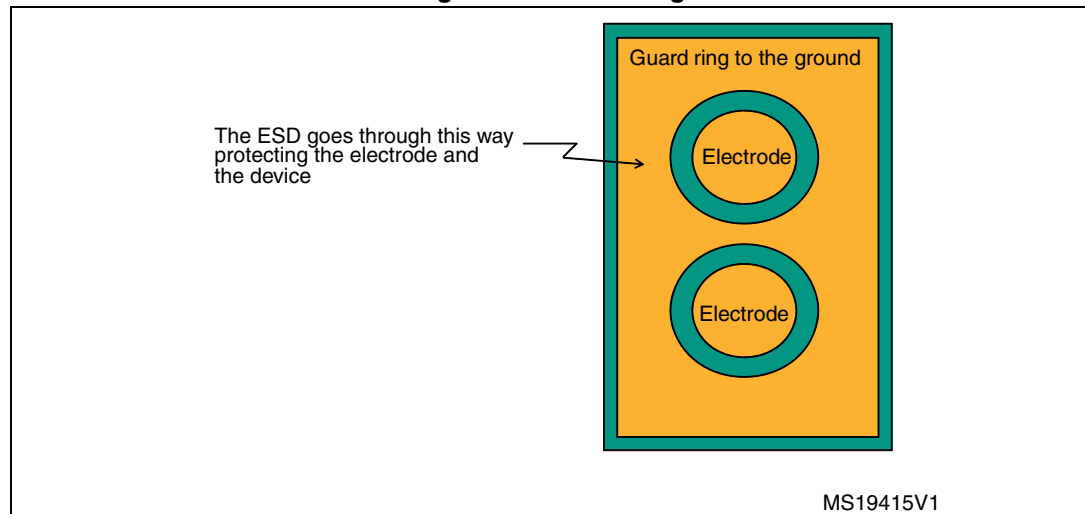 Guard ring to the ground
The ESD goes through this way
protecting the electrode and
the device
Electrode
Electrode
MS19415V1